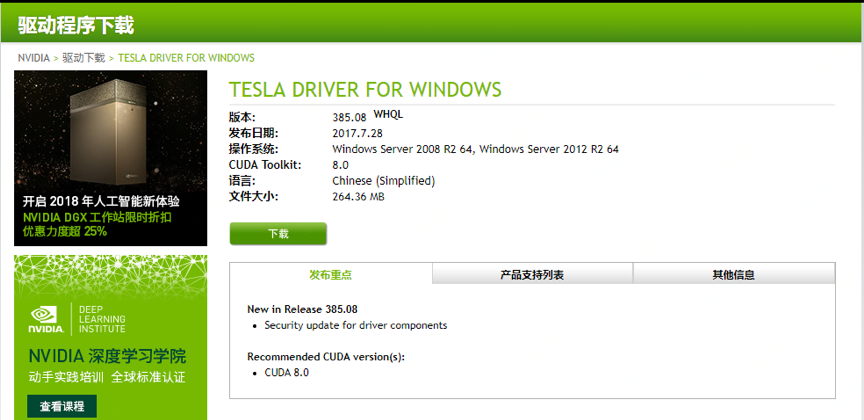 驱动程序下载
NVIDIA > 驱动下载 > TESLA DRIVER FOR WINDOWS
开启 2018 年人工智能新体验
NVIDIA DGX 工作站限时折扣
优惠力度超 25%
NVIDIA
DEEP
LEARNING
INSTITUTE
NVIDIA 深度学习学院
动手实践培训 全球标准认证
查看课程
TESLA DRIVER FOR WINDOWS
版本: 385.08 WHQL
发布日期: 2017.7.28
操作系统: Windows Server 2008 R2 64, Windows Server 2012 R2 64
CUDA Toolkit: 8.0
语言: Chinese (Simplified)
文件大小: 264.36 MB
下载
发布重点 产品支持列表 其他信息
New in Release 385.08
• Security update for driver components
Recommended CUDA version(s):
• CUDA 8.0